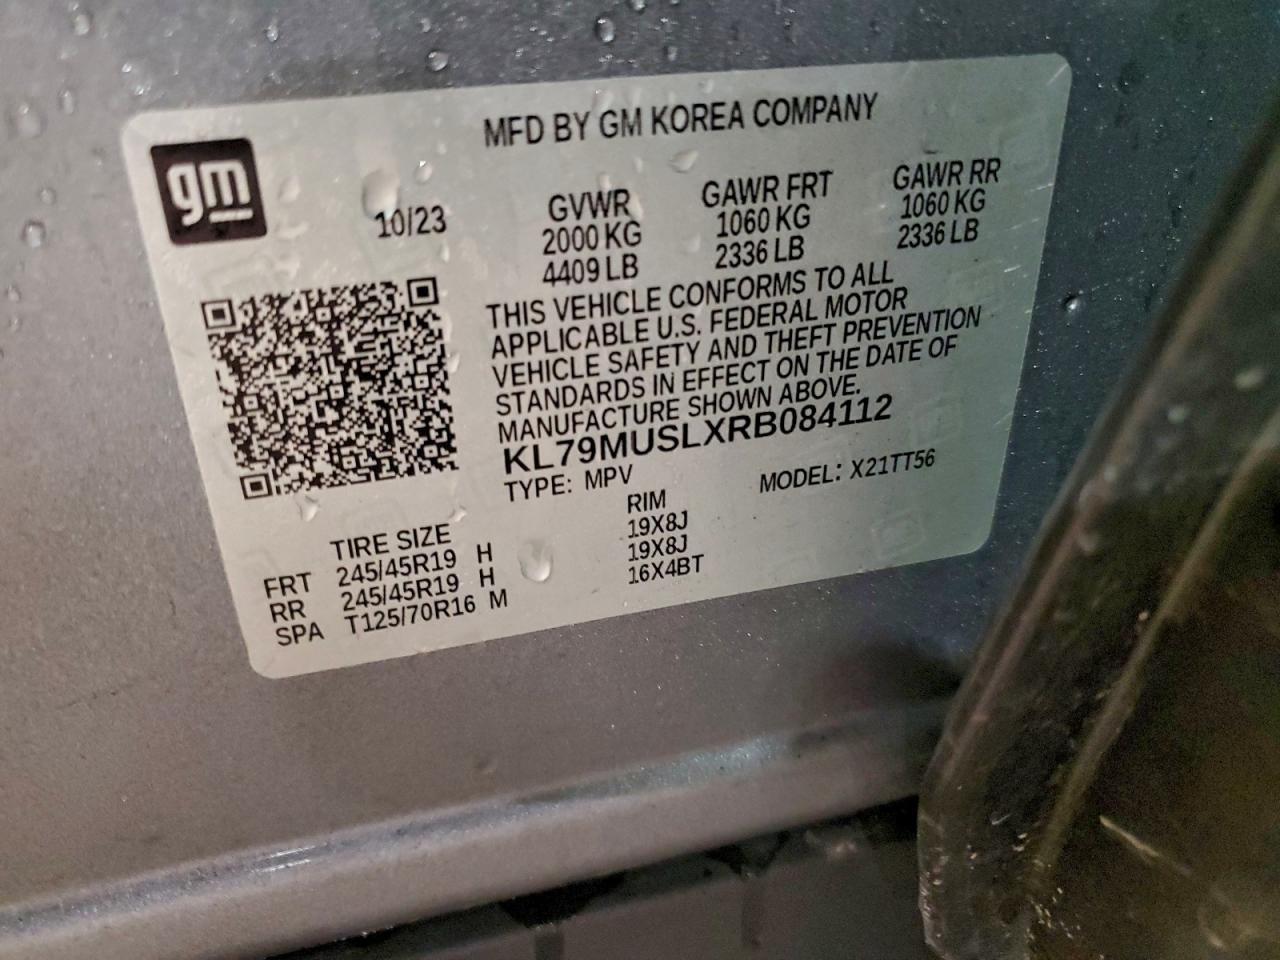 gm
MFD BY GM KOREA COMPANY
10/23 GVWR GAWR FRT GAWR RR
2000 KG 1060 KG 1060 KG
4409 LB 2336 LB 2336 LB
THIS VEHICLE CONFORMS TO ALL
APPLICABLE U.S. FEDERAL MOTOR
VEHICLE SAFETY AND THEFT PREVENTION
STANDARDS IN EFFECT ON THE DATE OF
MANUFACTURE SHOWN ABOVE.
KL79MUSLXRB084112
TYPE: MPV MODEL: X21TT56
TIRE SIZE RIM
FRT 245/45R19 H 19X8J
RR 245/45R19 H 19X8J
SPA T125/70R16 M 16X4BT